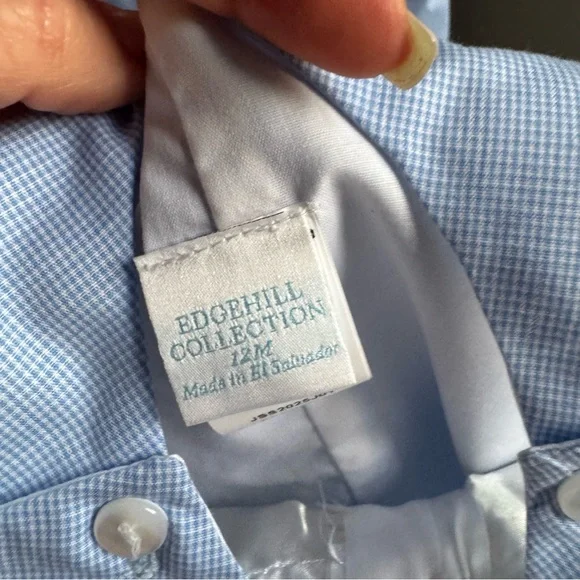 EDGEHILL
COLLECTION
12M
Made in El Salvador